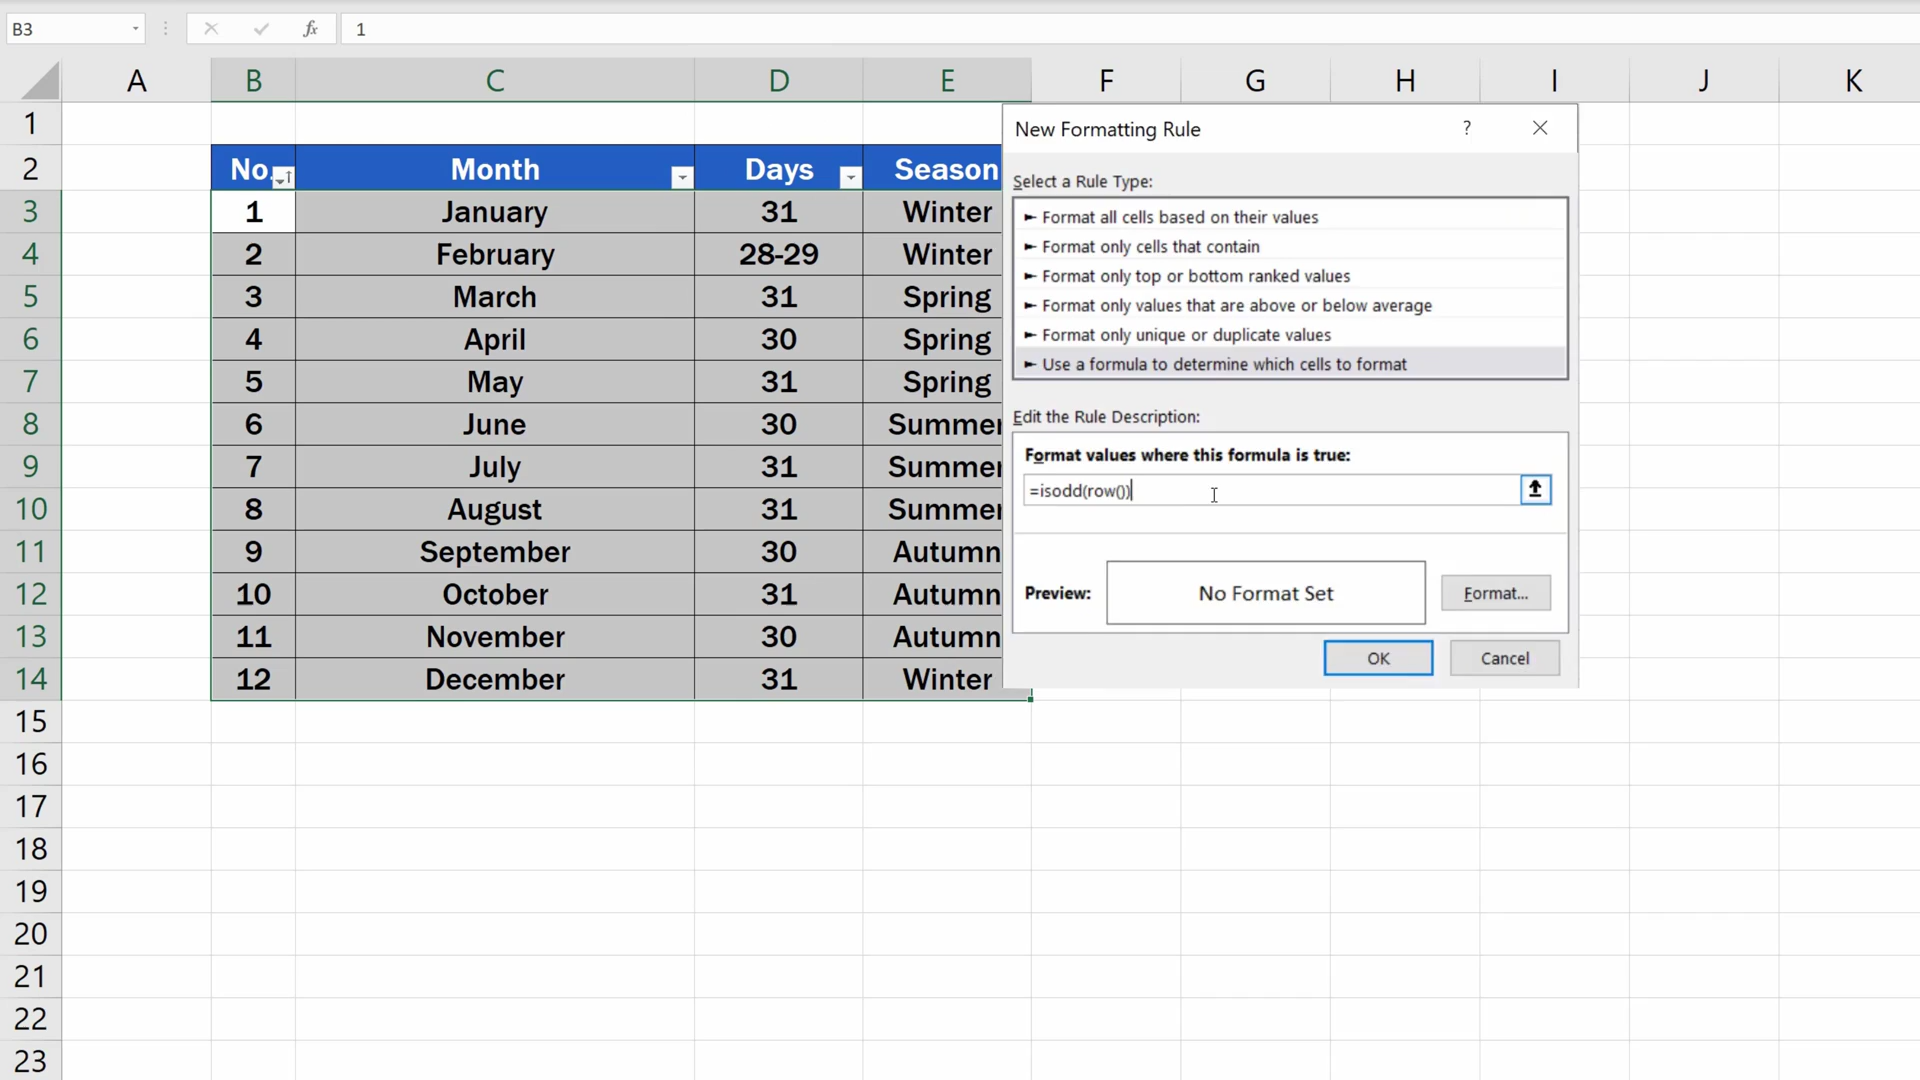 B3
fx
1
A B C D E F G H I J K
1
2 No. Month Days Season
3 1 January 31 Winter
4 2 February 28-29 Winter
5 3 March 31 Spring
6 4 April 30 Spring
7 5 May 31 Spring
8 6 June 30 Summer
9 7 July 31 Summer
10 8 August 31 Summer
11 9 September 30 Autumn
12 10 October 31 Autumn
13 11 November 30 Autumn
14 12 December 31 Winter
15
16
17
18
19
20
21
22
23
New Formatting Rule ?
Select a Rule Type:
► Format all cells based on their values
► Format only cells that contain
► Format only top or bottom ranked values
► Format only values that are above or below average
► Format only unique or duplicate values
► Use a formula to determine which cells to format
Edit the Rule Description:
Format values where this formula is true:
=isodd(row())
Preview: No Format Set Format...
OK Cancel